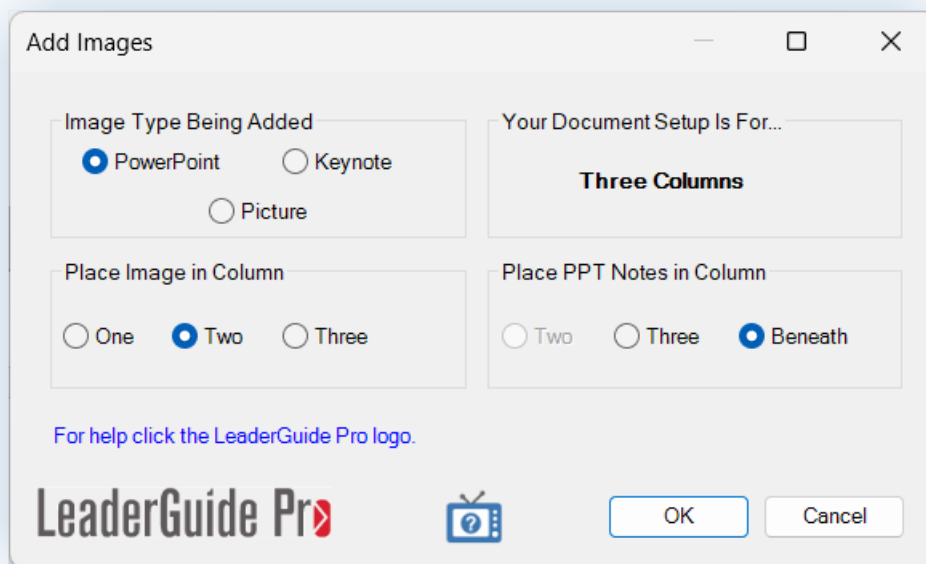 Add Images
Image Type Being Added
PowerPoint
Keynote
Picture
Your Document Setup Is For...
Three Columns
Place Image in Column
One
Two
Three
Place PPT Notes in Column
Two
Three
Beneath
For help click the LeaderGuide Pro logo.
LeaderGuide Pro
?
OK
Cancel